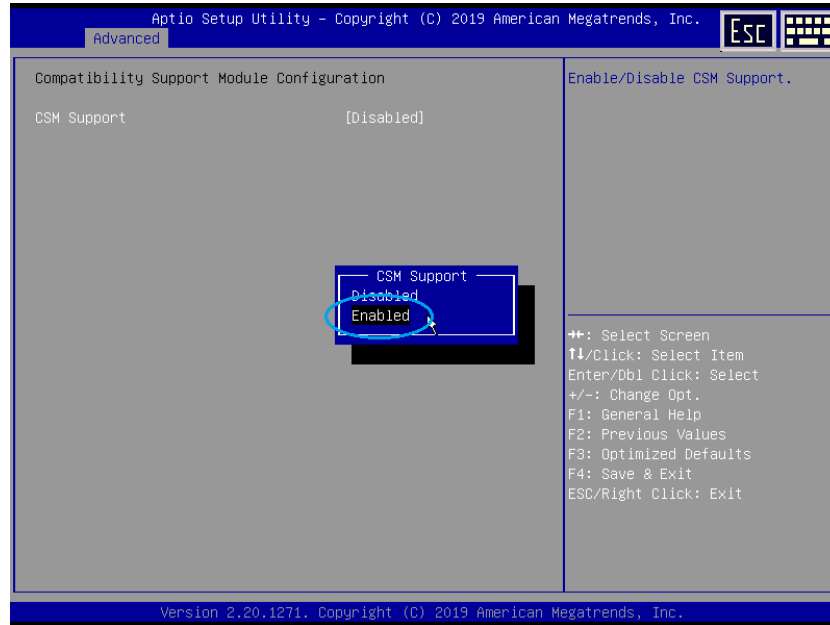 Aptio Setup Utility – Copyright (C) 2019 American Megatrends, Inc.
Esc
Advanced
Compatibility Support Module Configuration
CSM Support [Disabled]
Enable/Disable CSM Support.
CSM Support
Disabled
Enabled
→←: Select Screen
↑↓/Click: Select Item
Enter/Dbl Click: Select
+/-: Change Opt.
F1: General Help
F2: Previous Values
F3: Optimized Defaults
F4: Save & Exit
ESC/Right Click: Exit
Version 2.20.1271. Copyright (C) 2019 American Megatrends, Inc.